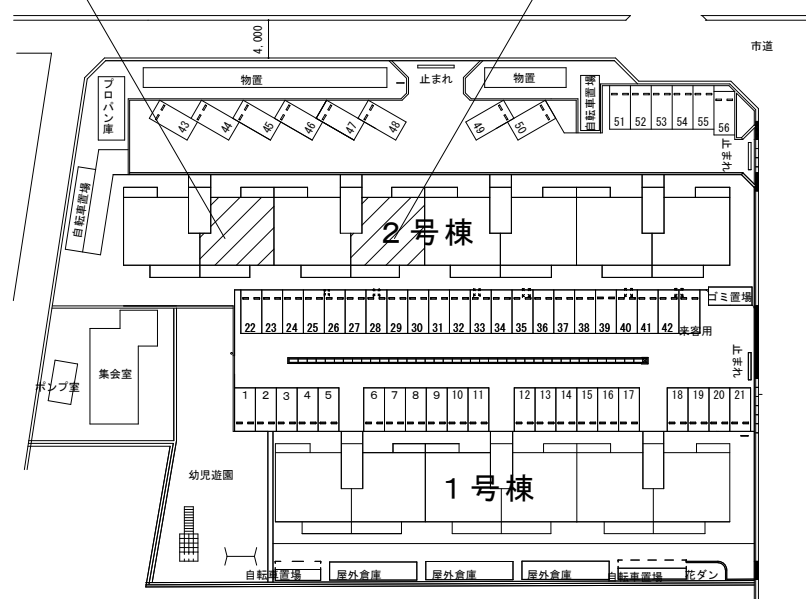 4,000
市道
物置
止まれ
物置
プロパン庫
自転車置場
43 44 45 46 47 48 49 50
51 52 53 54 55 56
止まれ
自転車置場
2号棟
ゴミ置場
22 23 24 25 26 27 28 29 30 31 32 33 34 35 36 37 38 39 40 41 42 来客用
止まれ
集会室
ポンプ室
1 2 3 4 5 6 7 8 9 10 11 12 13 14 15 16 17 18 19 20 21
幼児遊園
1号棟
自転車置場 屋外倉庫 屋外倉庫 屋外倉庫 自転車置場 花ダン